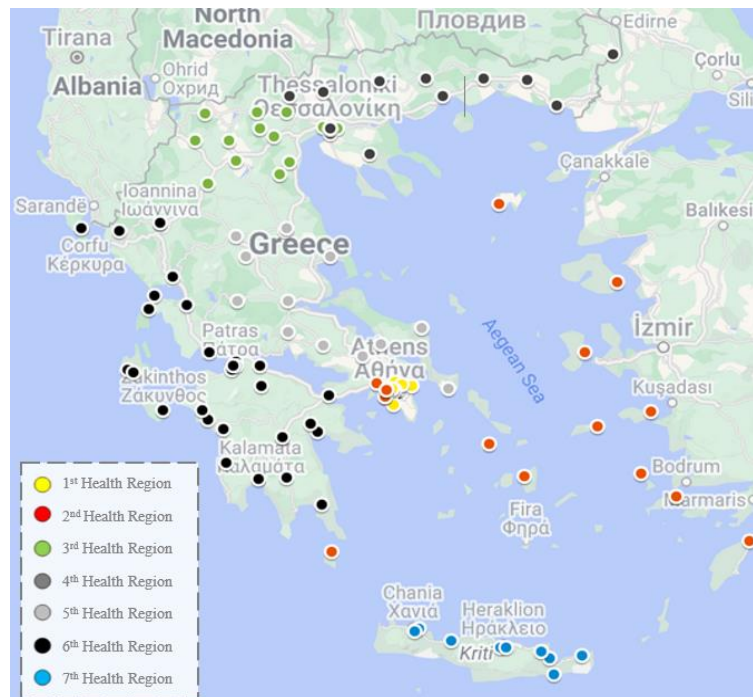 Пловдив
Edirne
North
Macedonia
Tirana
Ohrid
Охрид
Çorlu
Albania
Thessaloniki
Θεσσαλονίκη
Çanakkale
Ioannina
Ιωάννινα
Sarandë
Balıkesi
Corfu
Κέρκυρα
Greece
Aegean Sea
Patras
Πάτρα
Athens
Αθήνα
İzmir
Zakinthos
Ζάκυνθος
Kuşadası
Kalamata
Καλαμάτα
Bodrum
Marmaris
Fira
Φηρά
1st Health Region
2nd Health Region
3rd Health Region
4th Health Region
5th Health Region
6th Health Region
7th Health Region
Chania
Χανιά
Heraklion
Ηράκλειο
Kriti